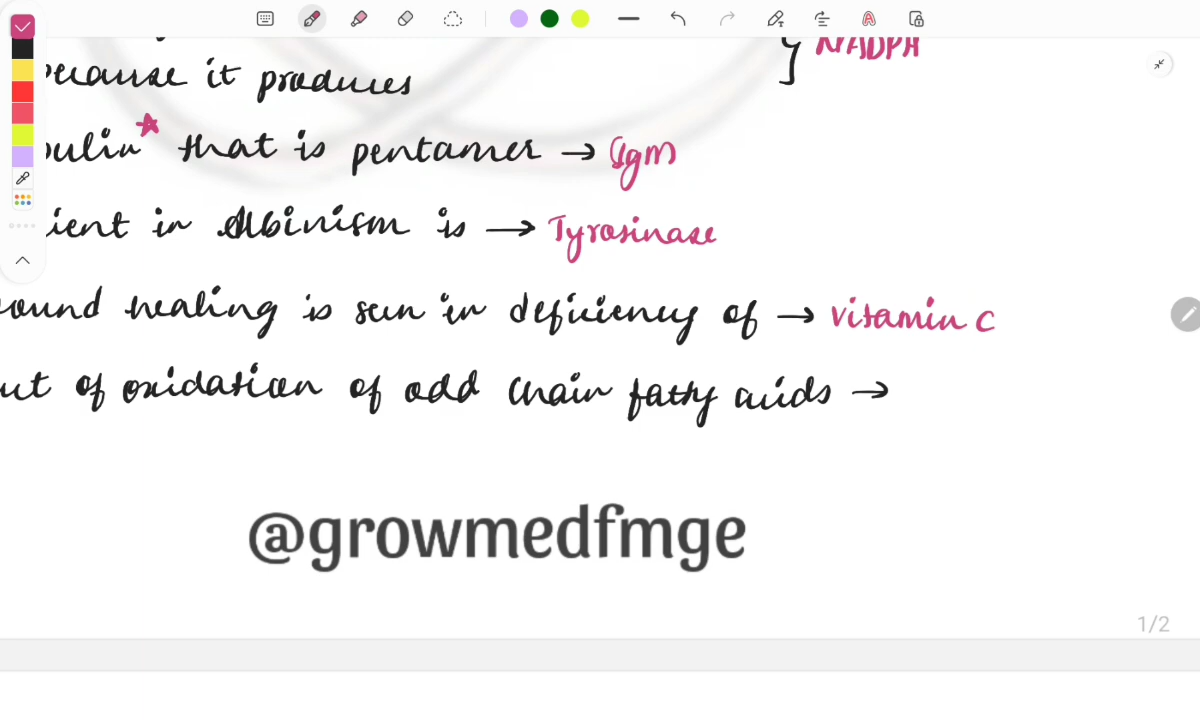 NADPH
because it produces
bulin* that is pentamer → IgM
ient in Albinism is → Tyrosinase
ound healing is seen in deficiency of → vitamin C
ut of oxidation of odd chain fatty acids →
@growmedfmge
1/2